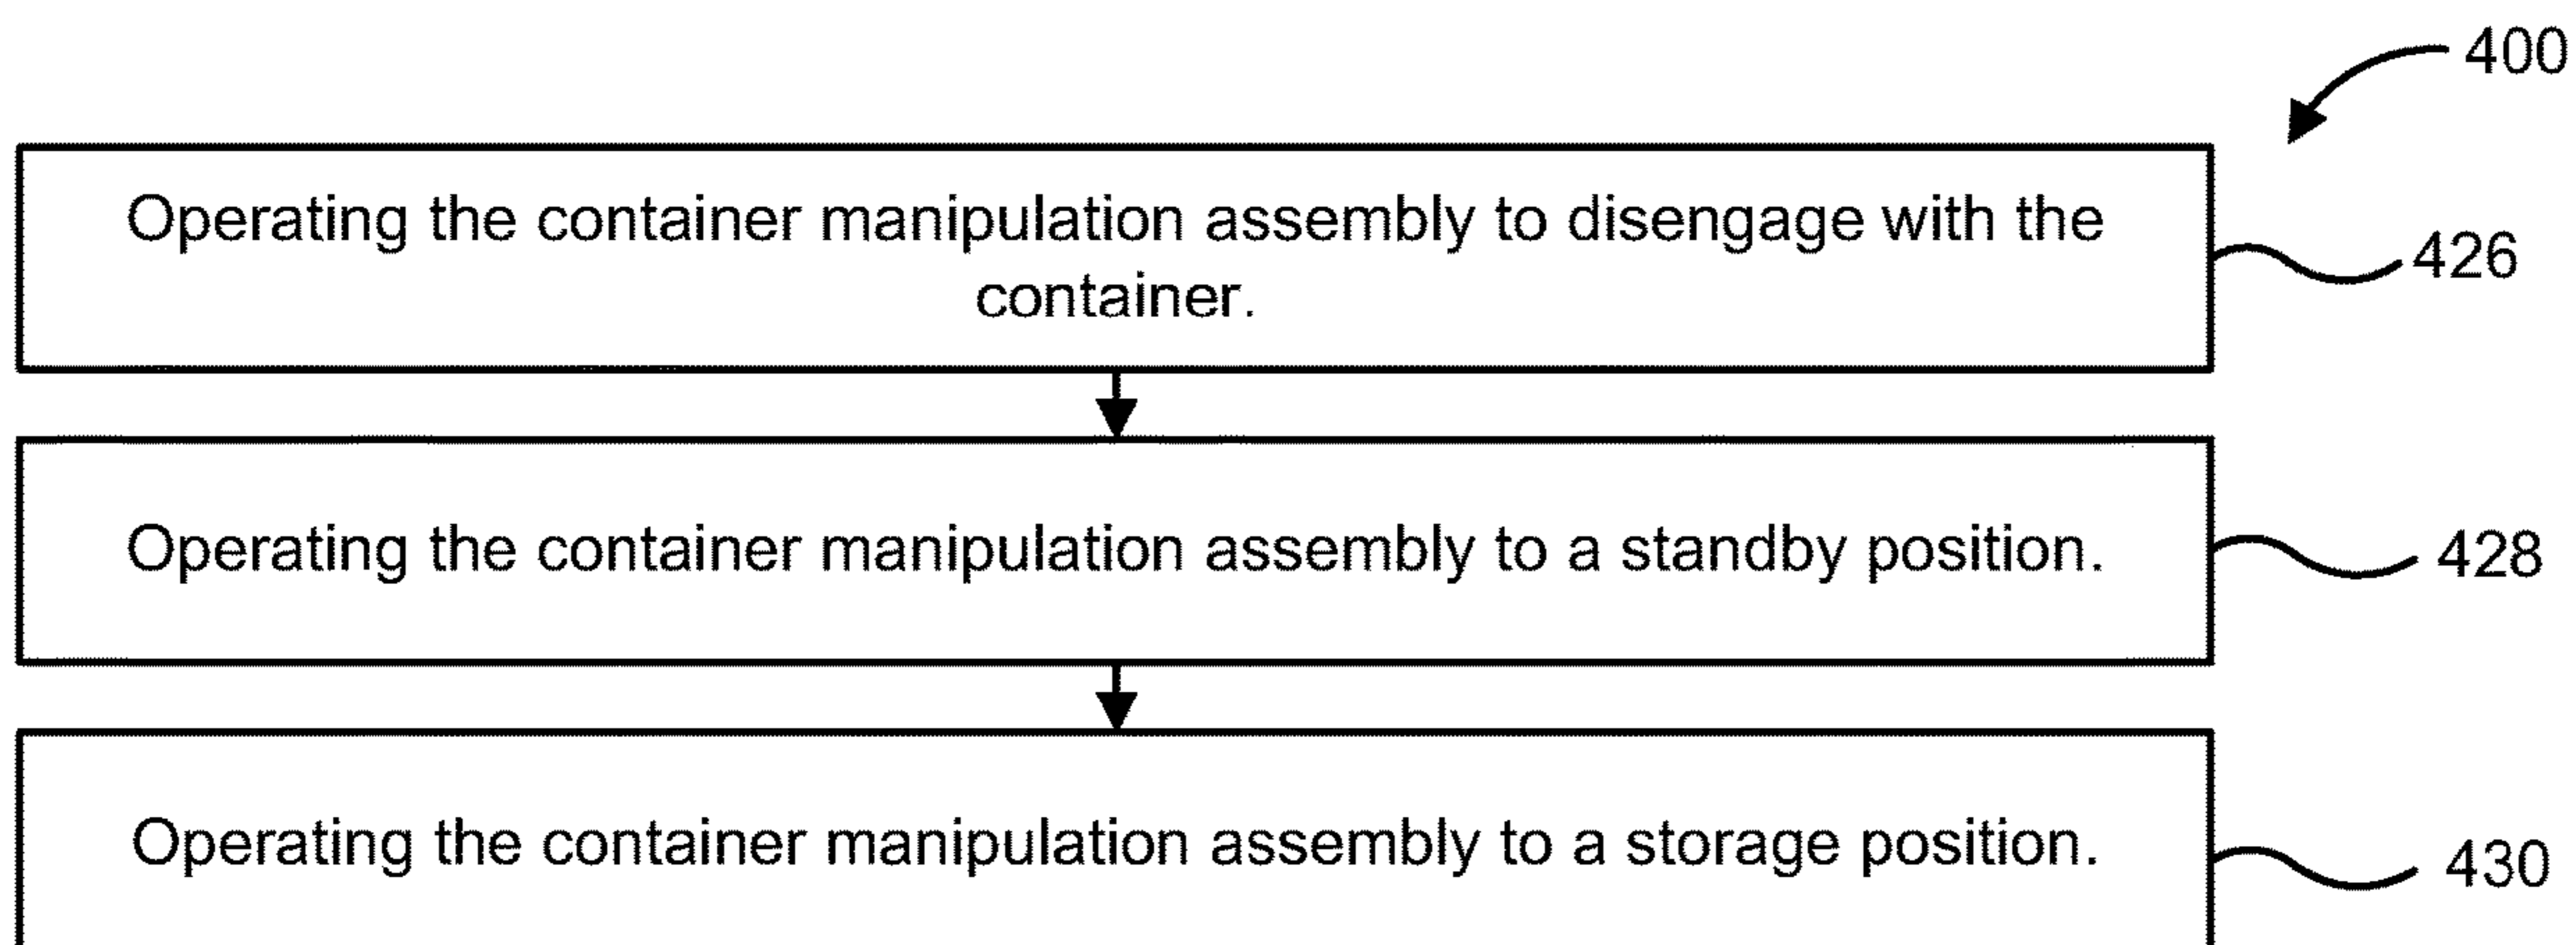 400
Operating the container manipulation assembly to disengage with the
container.
426
Operating the container manipulation assembly to a standby position.
428
Operating the container manipulation assembly to a storage position.
430